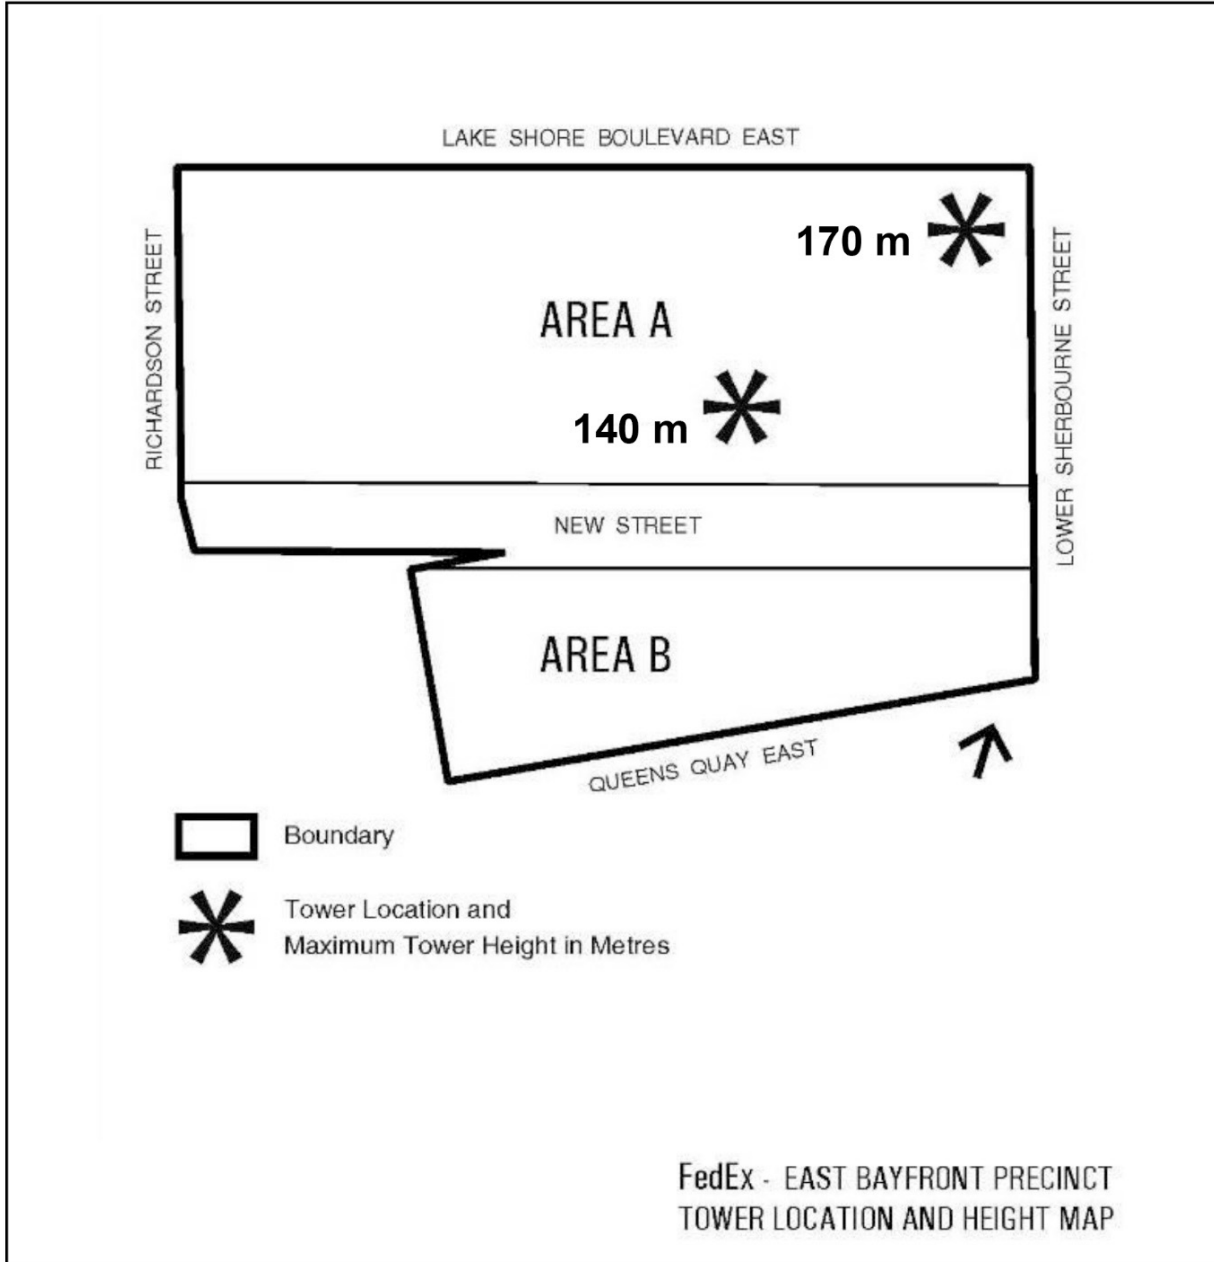 LAKE SHORE BOULEVARD EAST
170 m
RICHARDSON STREET
LOWER SHERBOURNE STREET
AREA A
140 m
NEW STREET
AREA B
QUEENS QUAY EAST
Boundary
Tower Location and
Maximum Tower Height in Metres
FedEx - EAST BAYFRONT PRECINCT
TOWER LOCATION AND HEIGHT MAP